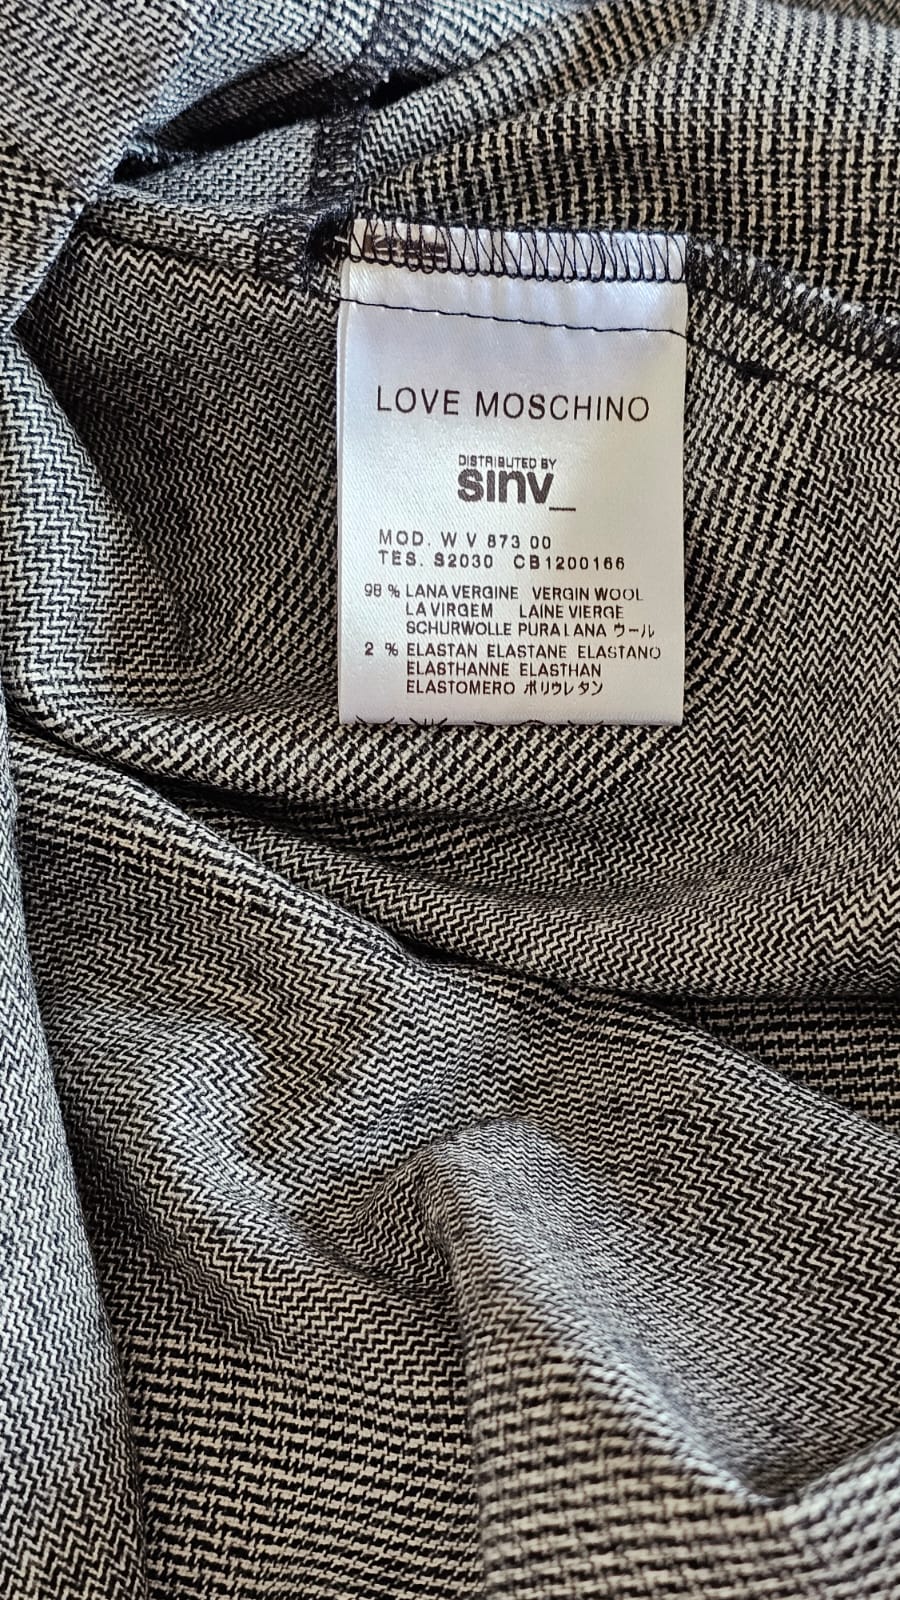 LOVE MOSCHINO
DISTRIBUTED BY
sinv_
MOD. W V 873 00
TES. S2030 CB1200166
98 % LANA VERGINE VERGIN WOOL
LA VIRGEM LAINE VIERGE
SCHURWOLLE PURA LANA ウール
2 % ELASTAN ELASTANE ELASTANO
ELASTHANNE ELASTHAN
ELASTOMERO ポリウレタン